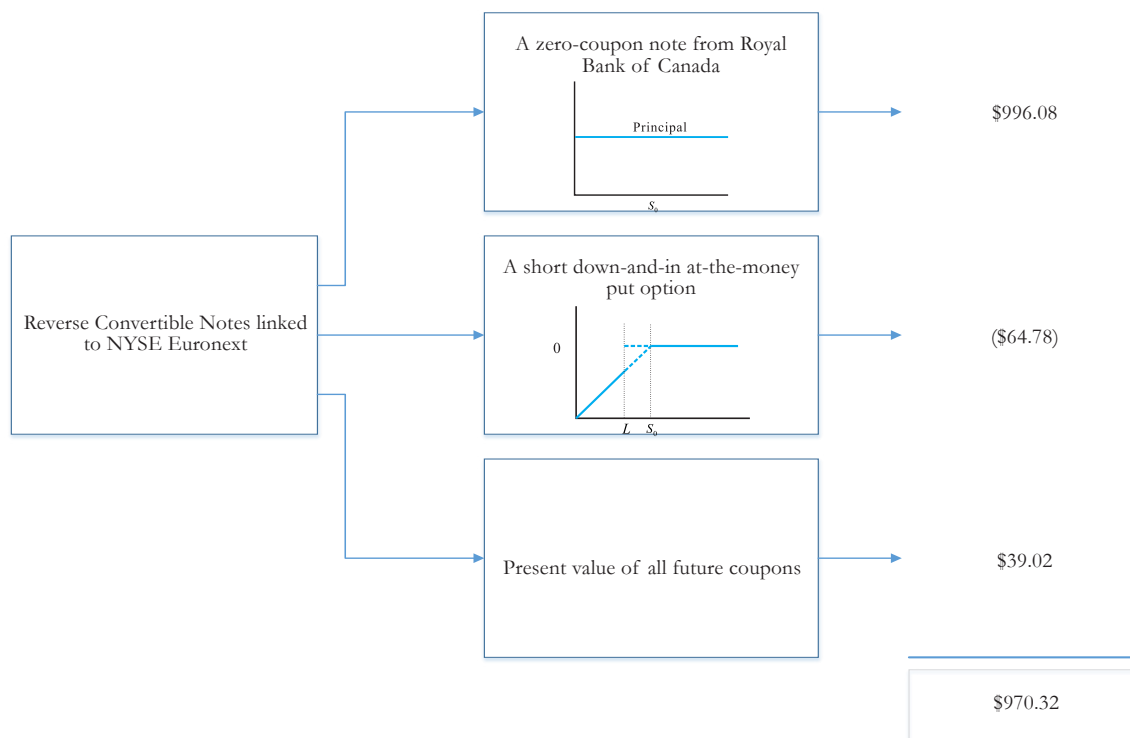 A zero-coupon note from Royal
Bank of Canada
Principal
S₀
$996.08
Reverse Convertible Notes linked
to NYSE Euronext
A short down-and-in at-the-money
put option
0
L S₀
($64.78)
Present value of all future coupons
$39.02
$970.32